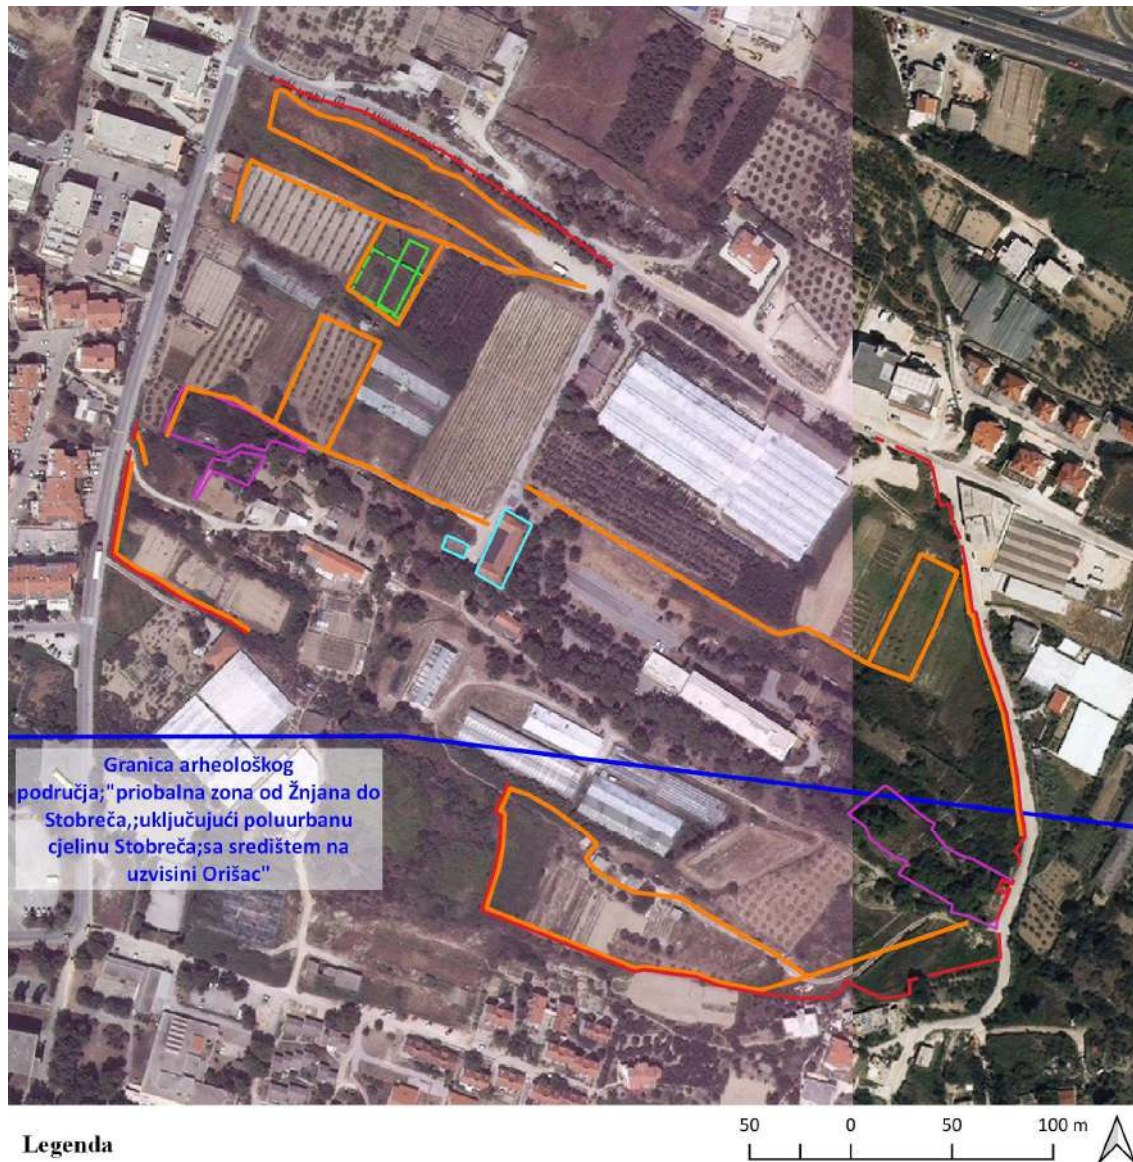 Granica arheološkog
područja;"priobalna zona od Žnjana do
Stobreča,;uključujući poluurbanu
cjelinu Stobreča;sa središtem na
uzvisini Orišac"
Legenda
50 0 50 100 m